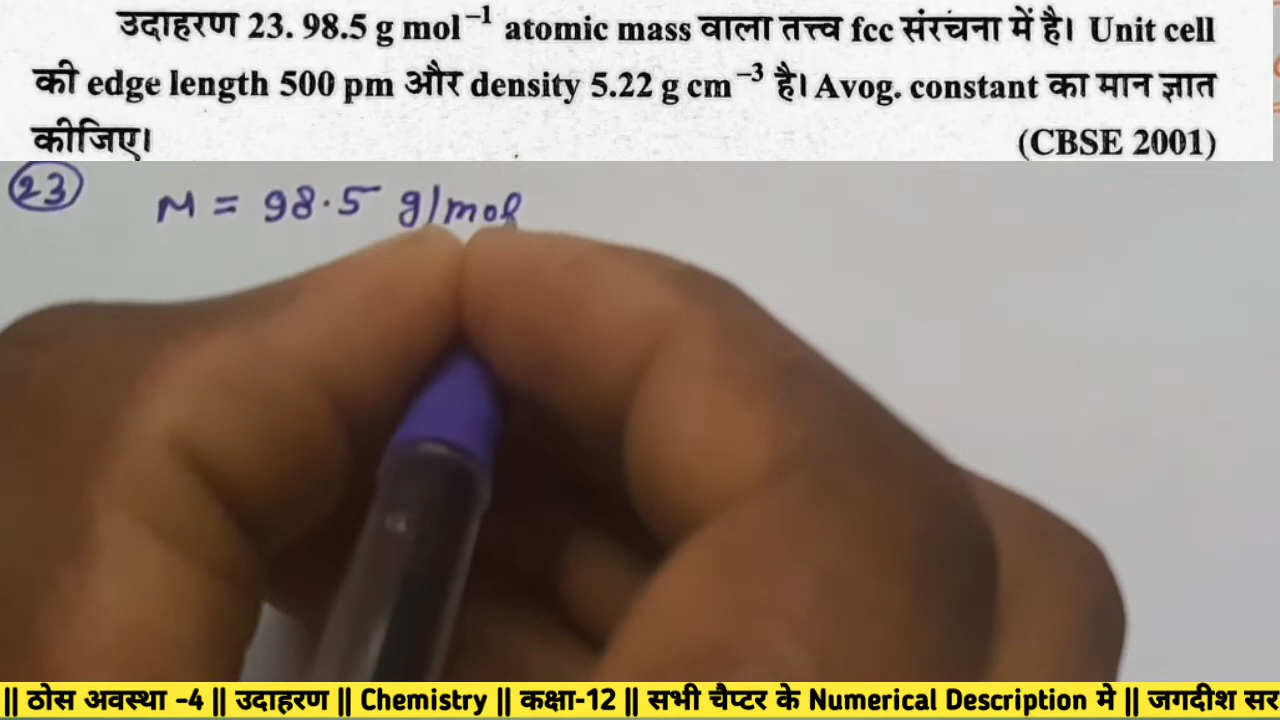 उदाहरण 23. 98.5 g mol⁻¹ atomic mass वाला तत्त्व fcc संरचना में है। Unit cell
की edge length 500 pm और density 5.22 g cm⁻³ है। Avog. constant का मान ज्ञात
कीजिए।
(CBSE 2001)
23 M = 98.5 g/mol
|| ठोस अवस्था -4 || उदाहरण || Chemistry || कक्षा-12 || सभी चैप्टर के Numerical Description मे || जगदीश सर